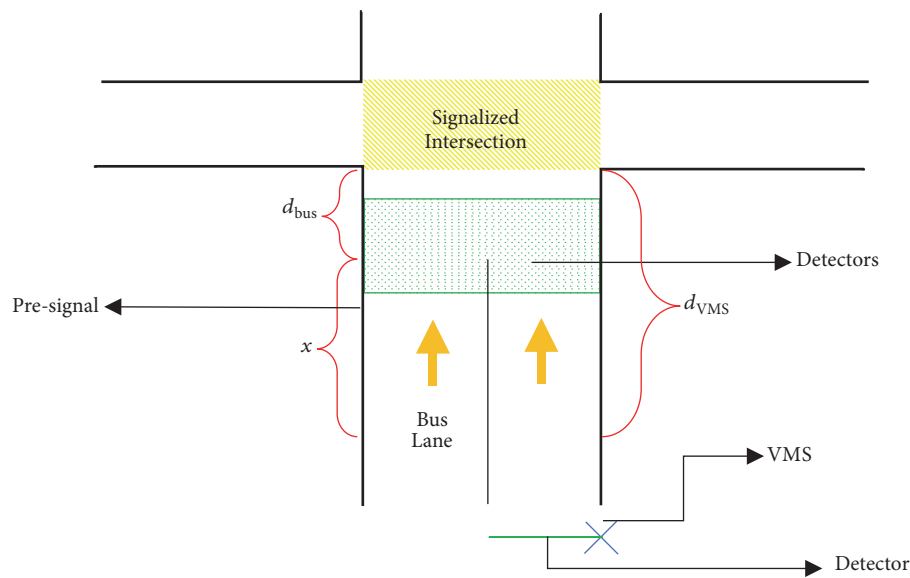 Signalized
Intersection
d_bus
Detectors
Pre-signal
d_VMS
x
Bus
Lane
VMS
Detector